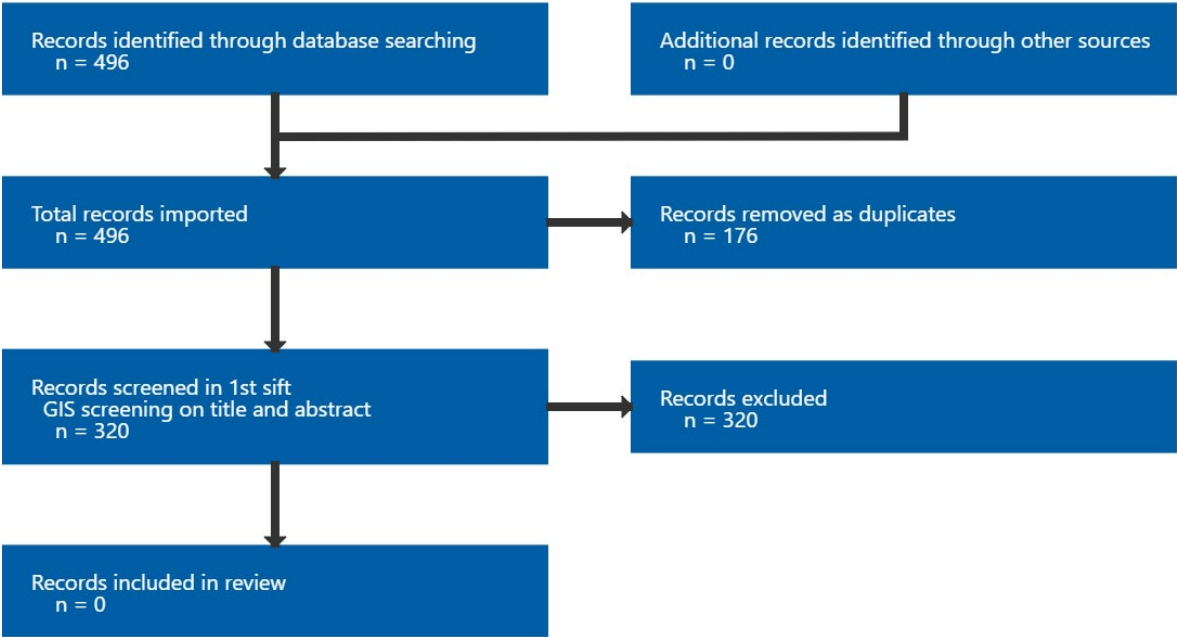 Records identified through database searching
n = 496
Additional records identified through other sources
n = 0
Total records imported
n = 496
Records removed as duplicates
n = 176
Records screened in 1st sift
GIS screening on title and abstract
n = 320
Records excluded
n = 320
Records included in review
n = 0